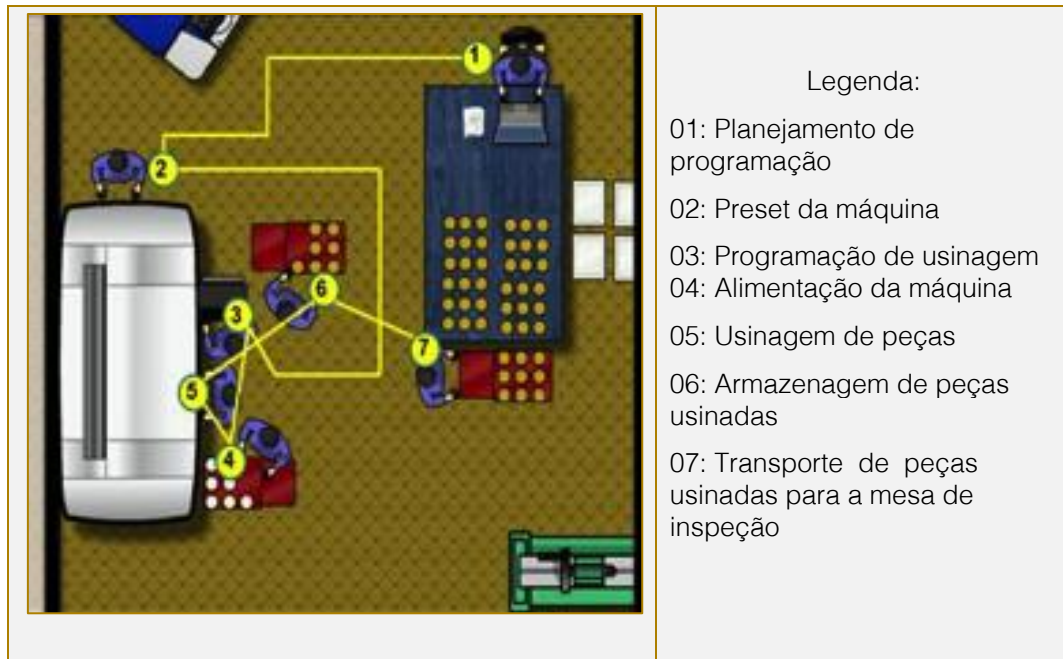 1
2
3
6
7
5
4
Legenda:
01: Planejamento de
programação
02: Preset da máquina
03: Programação de usinagem
04: Alimentação da máquina
05: Usinagem de peças
06: Armazenagem de peças
usinadas
07: Transporte de peças
usinadas para a mesa de
inspeção